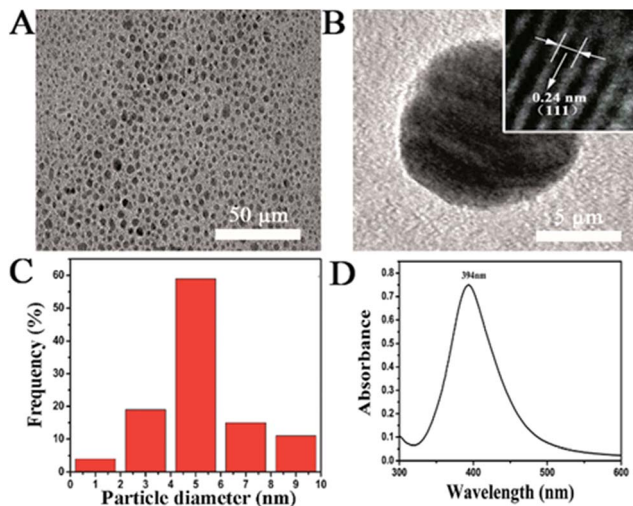 A
50 μm
B
0.24 nm
(111)
5 μm
C
Frequency (%)
60
50
40
30
20
10
0
0 1 2 3 4 5 6 7 8 9 10
Particle diameter (nm)
D
394nm
Absorbance
0.8
0.7
0.6
0.5
0.4
0.3
0.2
0.1
0.0
300 400 500 600
Wavelength (nm)